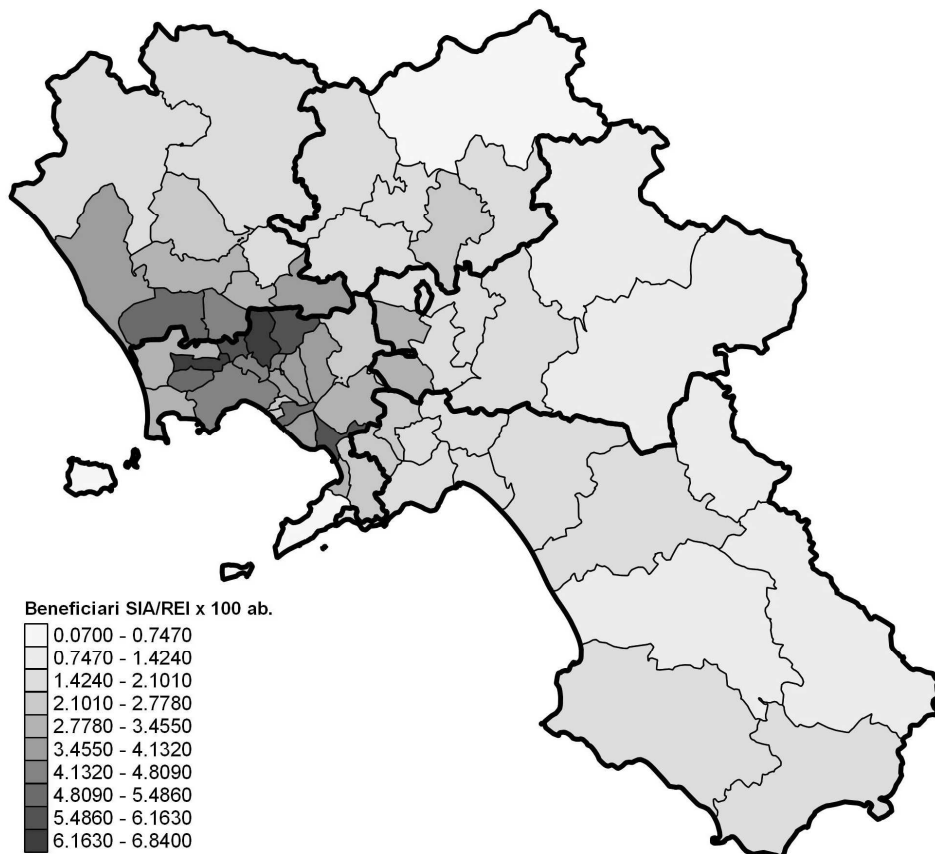 Beneficiari SIA/REI x 100 ab.
0.0700 - 0.7470
0.7470 - 1.4240
1.4240 - 2.1010
2.1010 - 2.7780
2.7780 - 3.4550
3.4550 - 4.1320
4.1320 - 4.8090
4.8090 - 5.4860
5.4860 - 6.1630
6.1630 - 6.8400